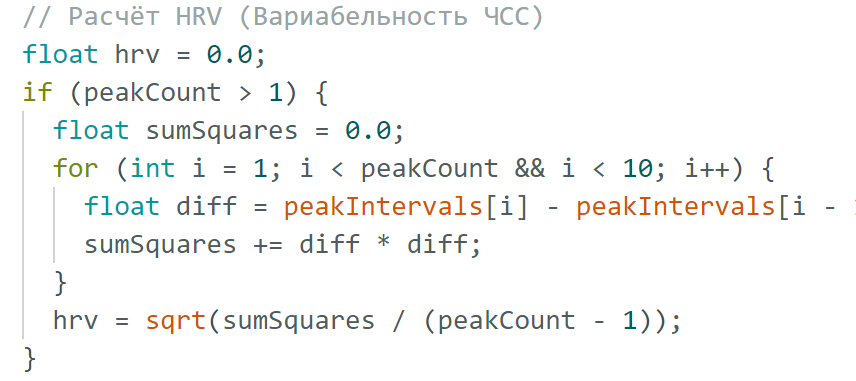 // Расчёт HRV (Вариабельность ЧСС)
float hrv = 0.0;
if (peakCount > 1) {
  float sumSquares = 0.0;
  for (int i = 1; i < peakCount && i < 10; i++) {
    float diff = peakIntervals[i] - peakIntervals[i -
    sumSquares += diff * diff;
  }
  hrv = sqrt(sumSquares / (peakCount - 1));
}